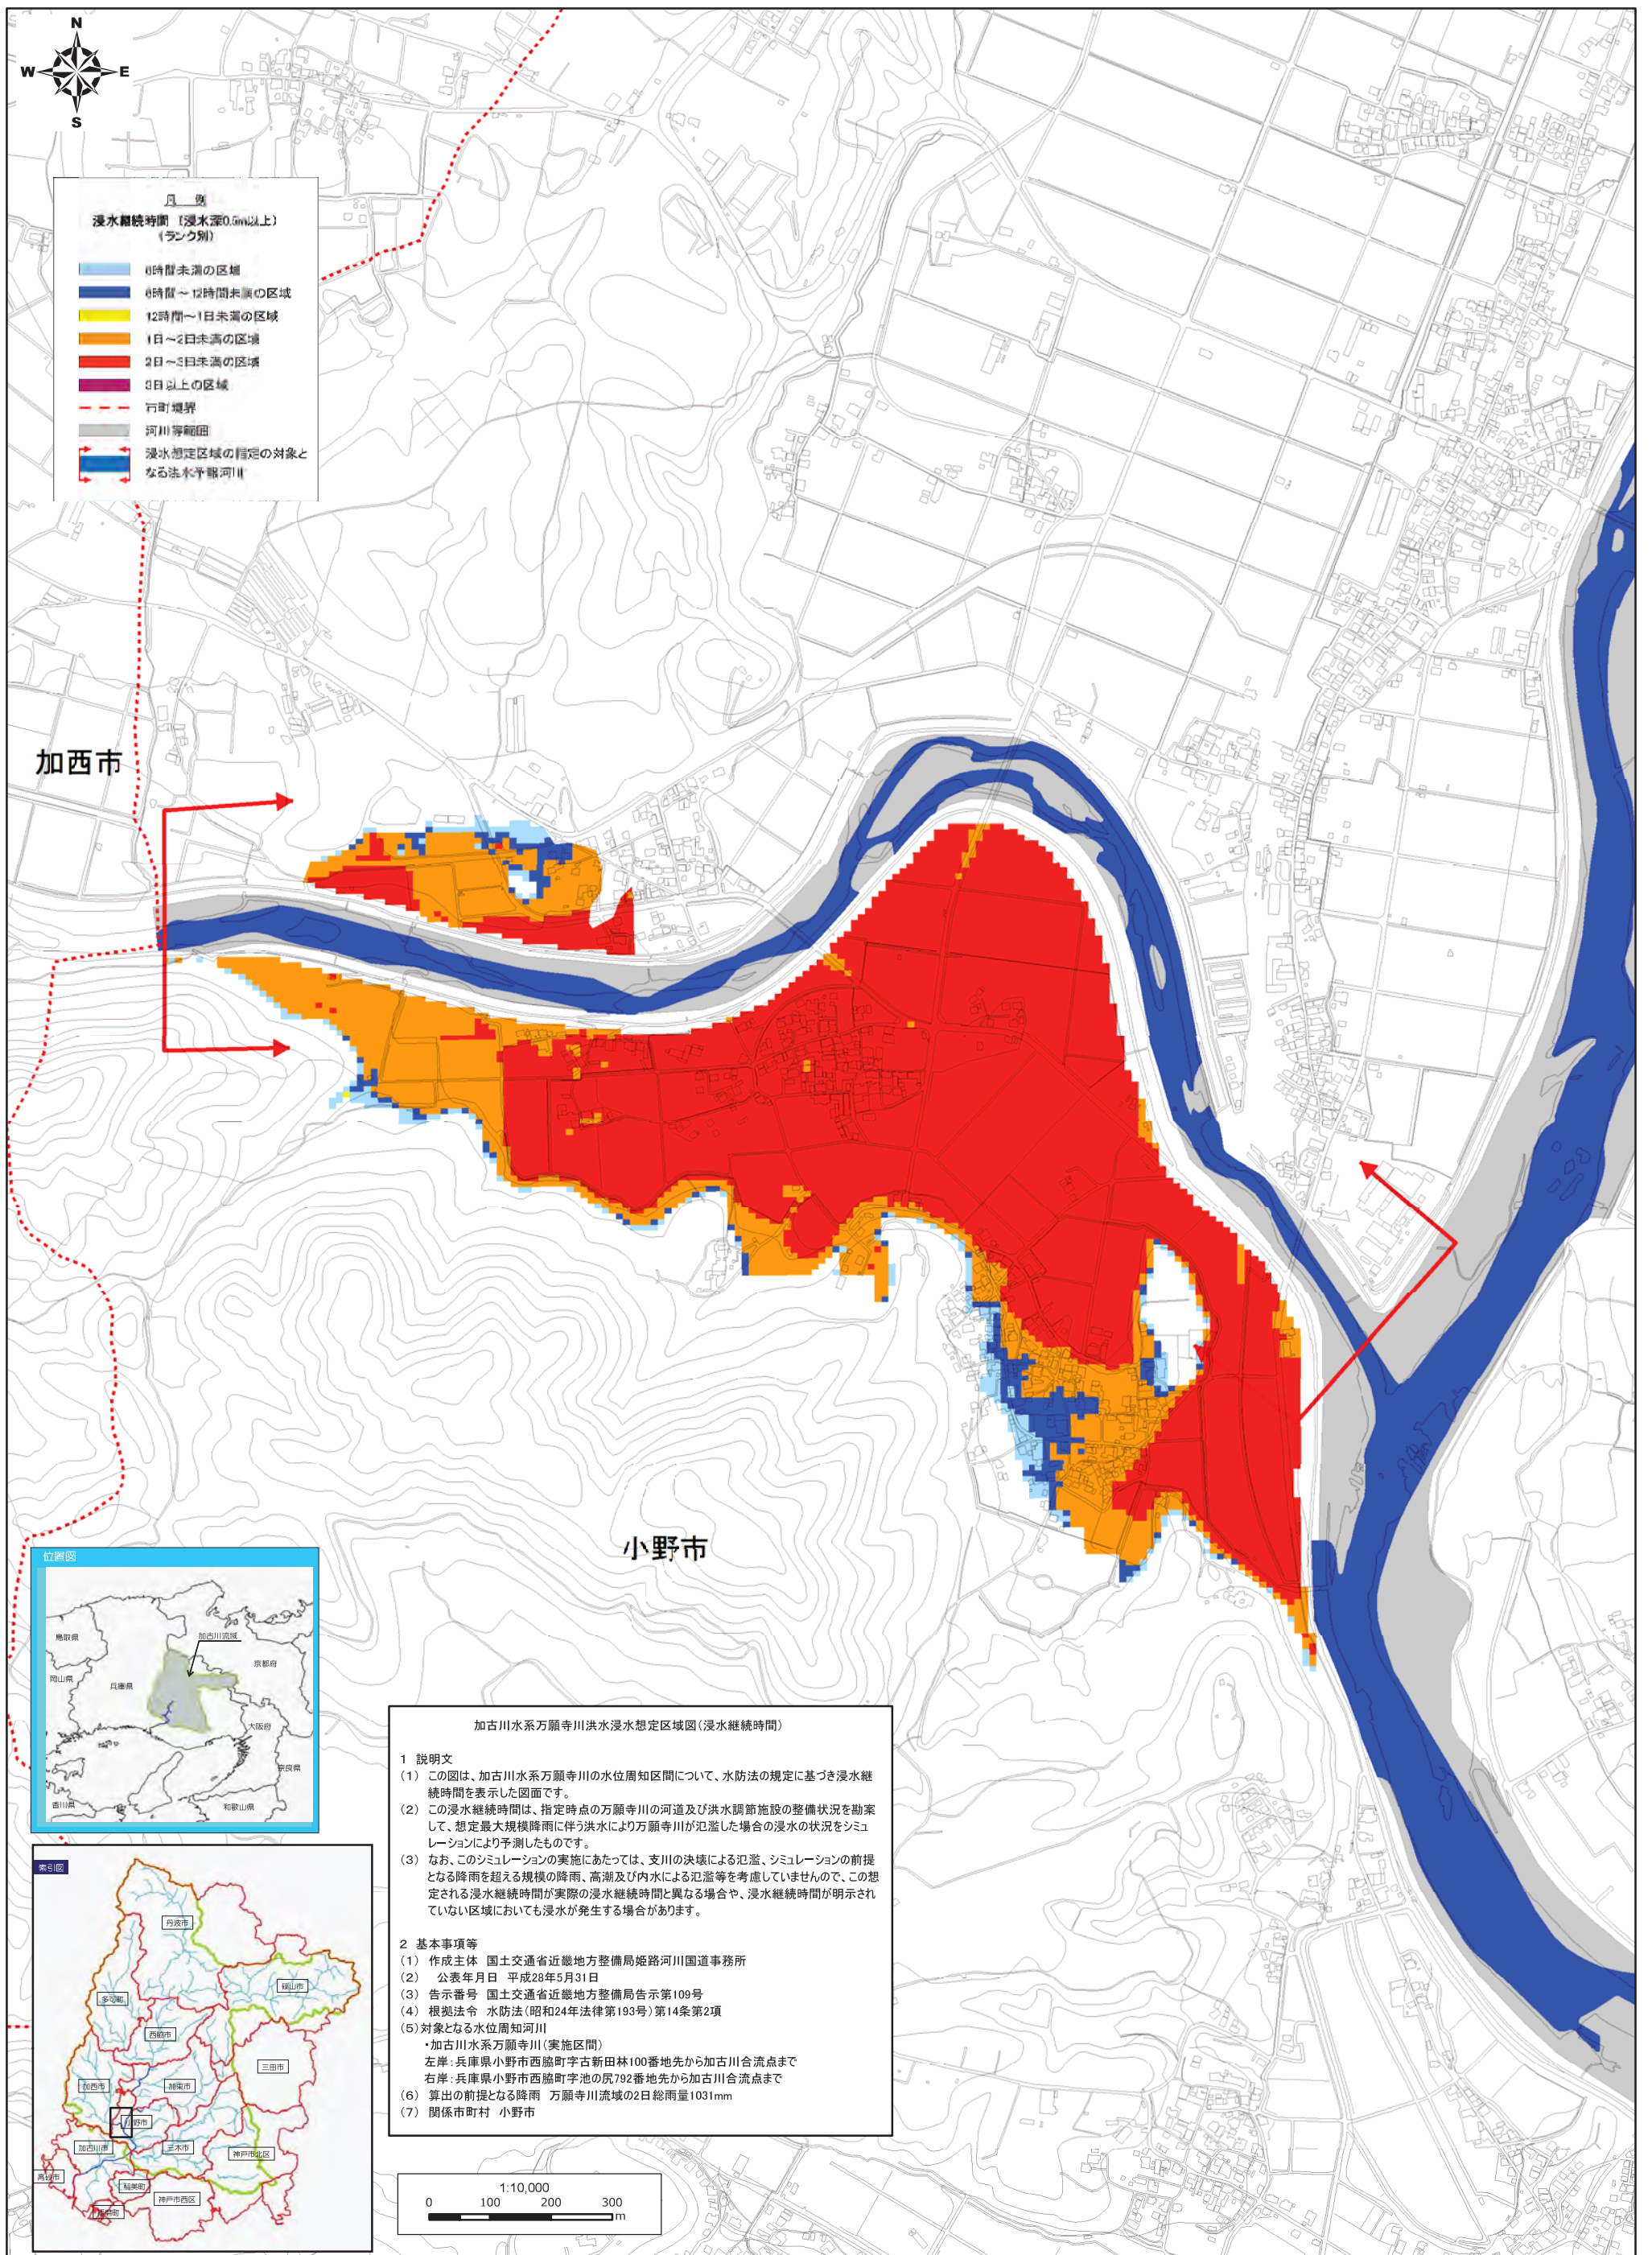 N
W
E
S
凡 例
浸水継続時間 (浸水深0.5m以上)
(ランク別)
6時間未満の区域
6時間~12時間未満の区域
12時間~1日未満の区域
1日~2日未満の区域
2日~3日未満の区域
3日以上の区域
市町境界
河川等範囲
浸水想定区域の指定の対象と
なる洪水予報河川
加西市
小野市
位置図
鳥取県
岡山県
兵庫県
加古川流域
京都府
大阪府
奈良県
香川県
和歌山県
索引図
丹波市
篠山市
多可町
西脇市
三田市
加西市
加東市
小野市
加古川市
三木市
神戸市北区
高砂市
稲美町
神戸市西区
播磨町
加古川水系万願寺川洪水浸水想定区域図(浸水継続時間)
1 説明文
(1) この図は、加古川水系万願寺川の水位周知区間について、水防法の規定に基づき浸水継
続時間を表示した図面です。
(2) この浸水継続時間は、指定時点の万願寺川の河道及び洪水調節施設の整備状況を勘案
して、想定最大規模降雨に伴う洪水により万願寺川が氾濫した場合の浸水の状況をシミュ
レーションにより予測したものです。
(3) なお、このシミュレーションの実施にあたっては、支川の決壊による氾濫、シミュレーションの前提
となる降雨を超える規模の降雨、高潮及び内水による氾濫等を考慮していませんので、この想
定される浸水継続時間が実際の浸水継続時間と異なる場合や、浸水継続時間が明示され
ていない区域においても浸水が発生する場合があります。
2 基本事項等
(1) 作成主体 国土交通省近畿地方整備局姫路河川国道事務所
(2) 公表年月日 平成28年5月31日
(3) 告示番号 国土交通省近畿地方整備局告示第109号
(4) 根拠法令 水防法(昭和24年法律第193号)第14条第2項
(5)対象となる水位周知河川
・加古川水系万願寺川(実施区間)
左岸:兵庫県小野市西脇町字古新田林100番地先から加古川合流点まで
右岸:兵庫県小野市西脇町字池の尻792番地先から加古川合流点まで
(6) 算出の前提となる降雨 万願寺川流域の2日総雨量1031mm
(7) 関係市町村 小野市
1:10,000
0 100 200 300
m